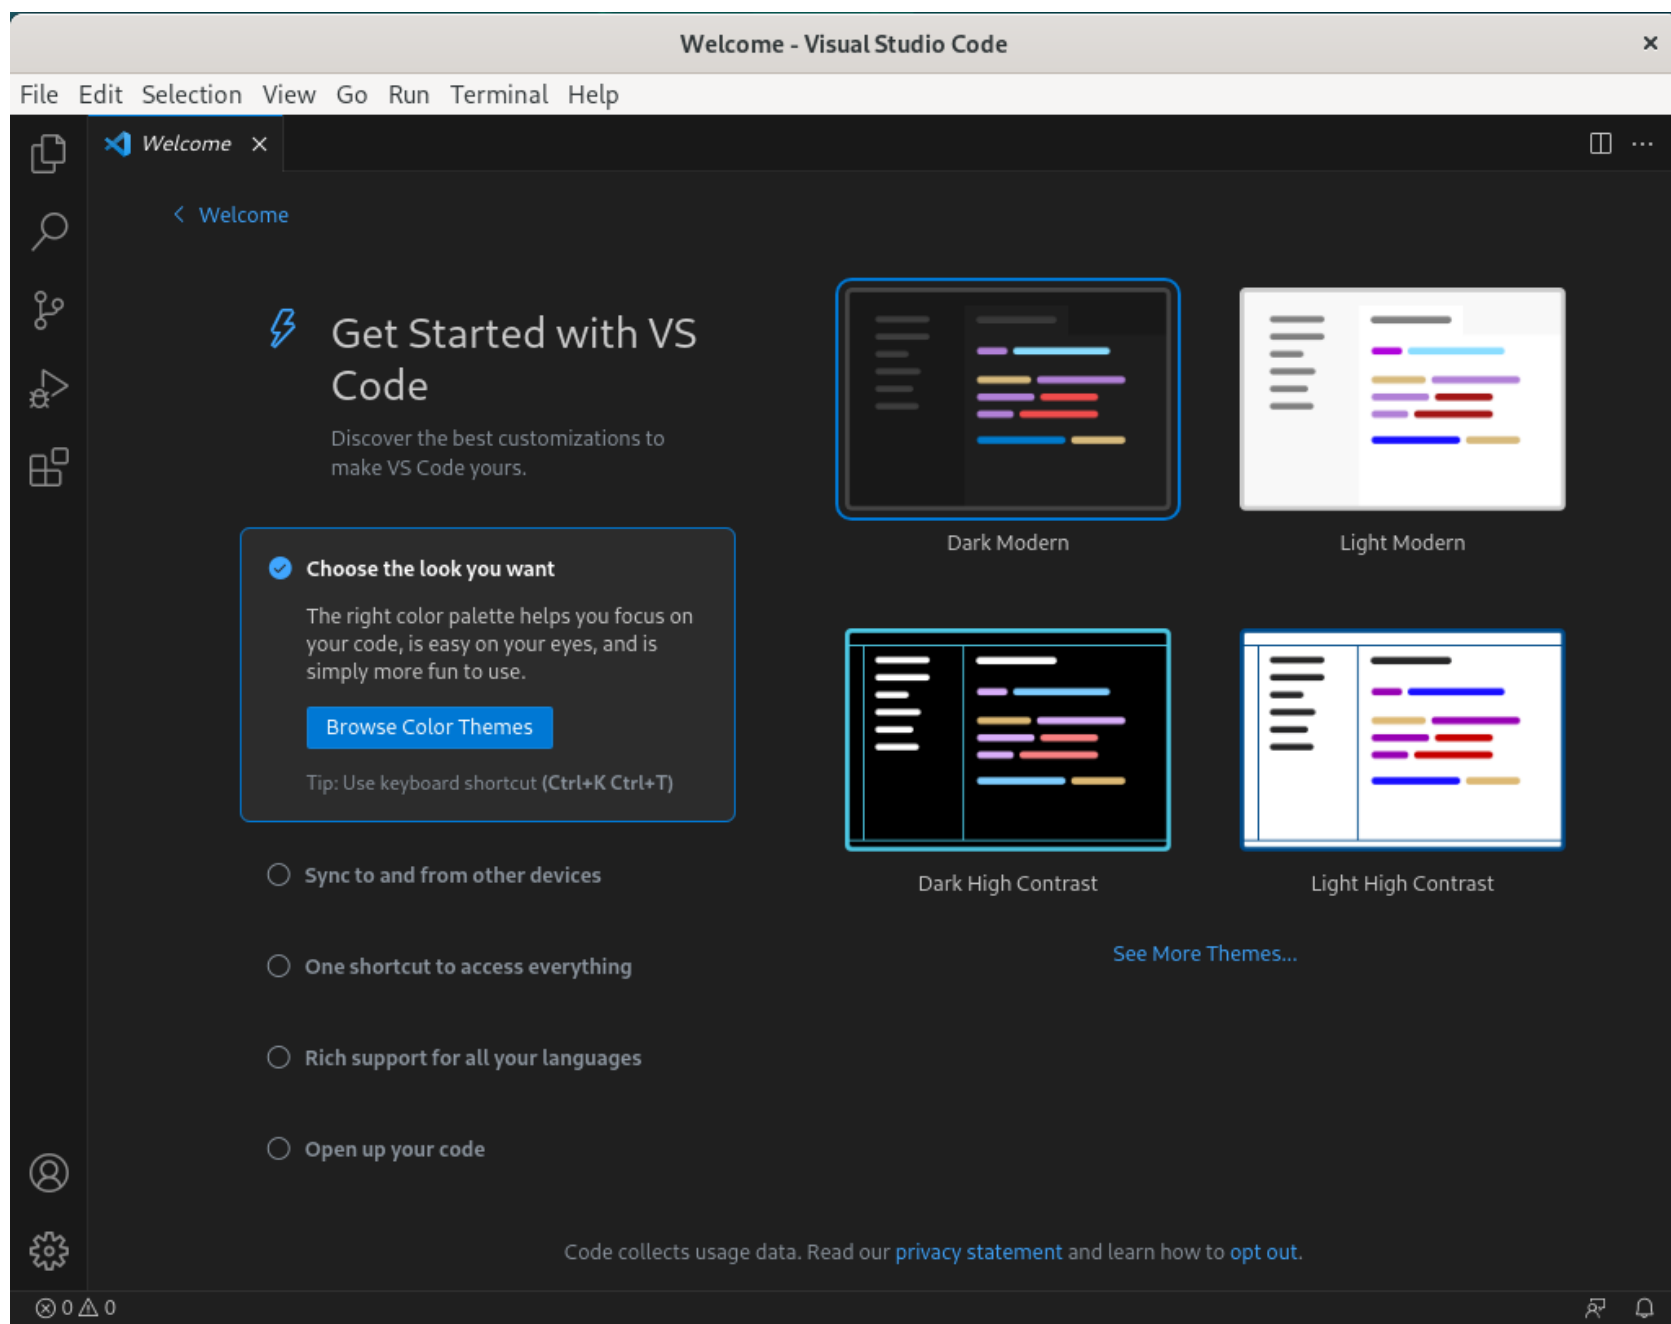 Welcome - Visual Studio Code
File Edit Selection View Go Run Terminal Help
Welcome
Welcome
Get Started with VS
Code
Discover the best customizations to
make VS Code yours.
Choose the look you want
The right color palette helps you focus on
your code, is easy on your eyes, and is
simply more fun to use.
Browse Color Themes
Tip: Use keyboard shortcut (Ctrl+K Ctrl+T)
Sync to and from other devices
One shortcut to access everything
Rich support for all your languages
Open up your code
Dark Modern
Light Modern
Dark High Contrast
Light High Contrast
See More Themes...
Code collects usage data. Read our privacy statement and learn how to opt out.
0 0